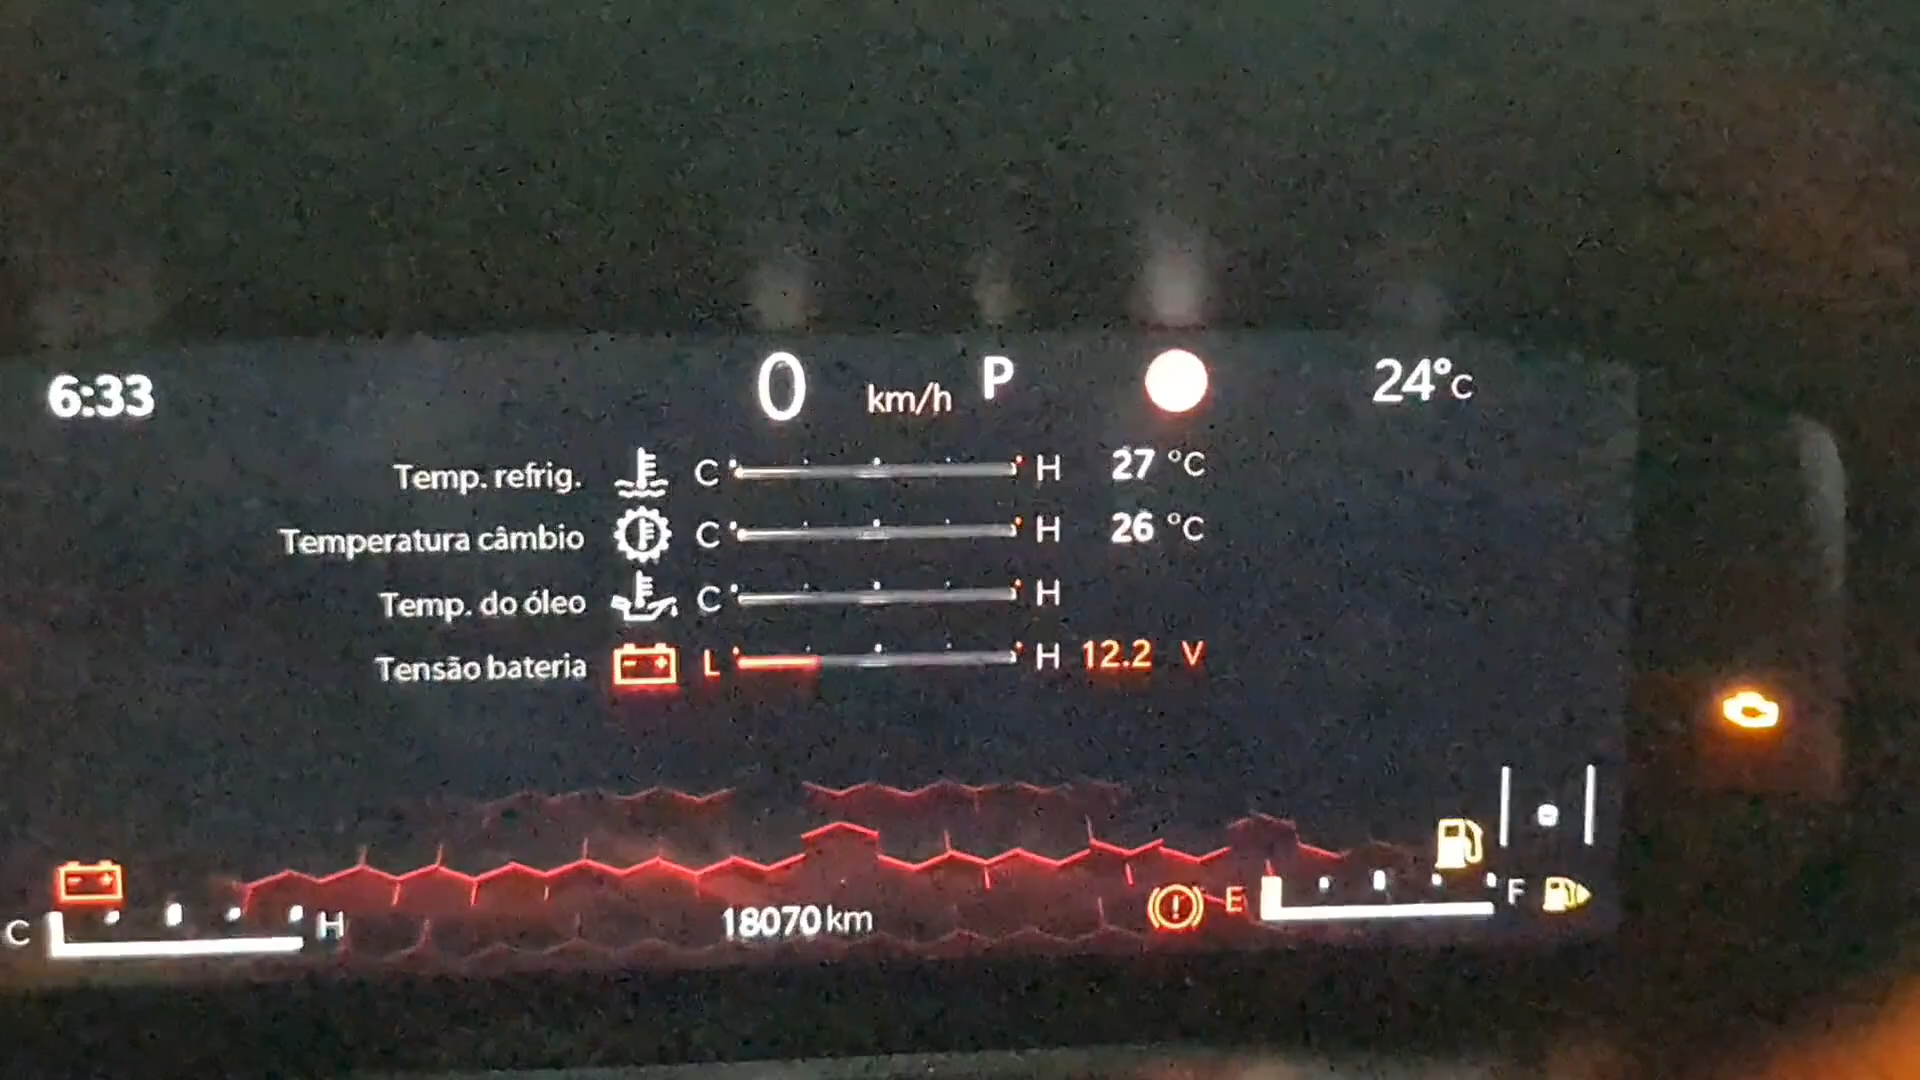 6:33 0 km/h P 24°C
Temp. refrig. C H 27 °C
Temperatura câmbio C H 26 °C
Temp. do óleo C H
Tensão bateria L H 12.2 V
C H 18070 km E F